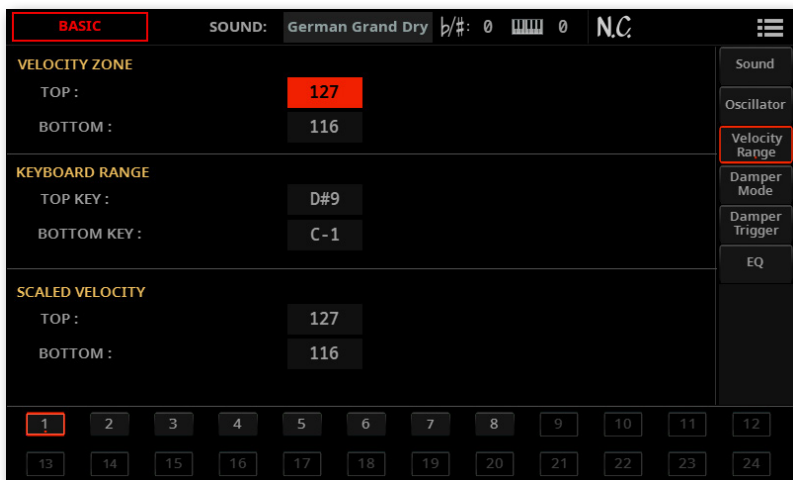 BASIC SOUND: German Grand Dry b/#: 0 0 N.C.
VELOCITY ZONE
TOP : 127
BOTTOM : 116
KEYBOARD RANGE
TOP KEY : D#9
BOTTOM KEY : C-1
SCALED VELOCITY
TOP : 127
BOTTOM : 116
Sound
Oscillator
Velocity
Range
Damper
Mode
Damper
Trigger
EQ
1 2 3 4 5 6 7 8 9 10 11 12
13 14 15 16 17 18 19 20 21 22 23 24